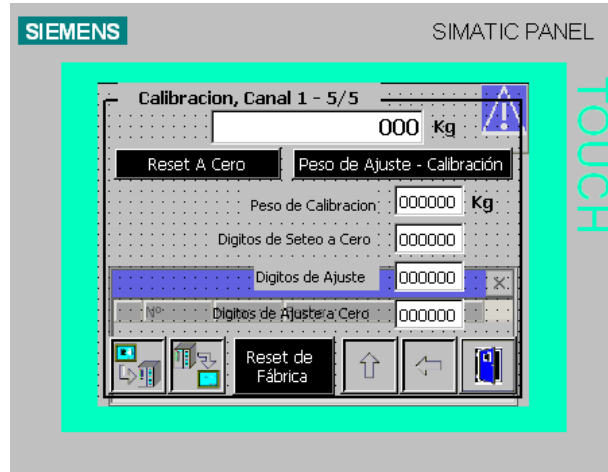 SIEMENS
SIMATIC PANEL
TOUCH
Calibracion, Canal 1 - 5/5
000 Kg
Reset A Cero
Peso de Ajuste - Calibración
Peso de Calibracion 000000 Kg
Digitos de Seteo a Cero 000000
Digitos de Ajuste 000000
Nº
Digitos de Ajuste a Cero 000000
Reset de
Fábrica